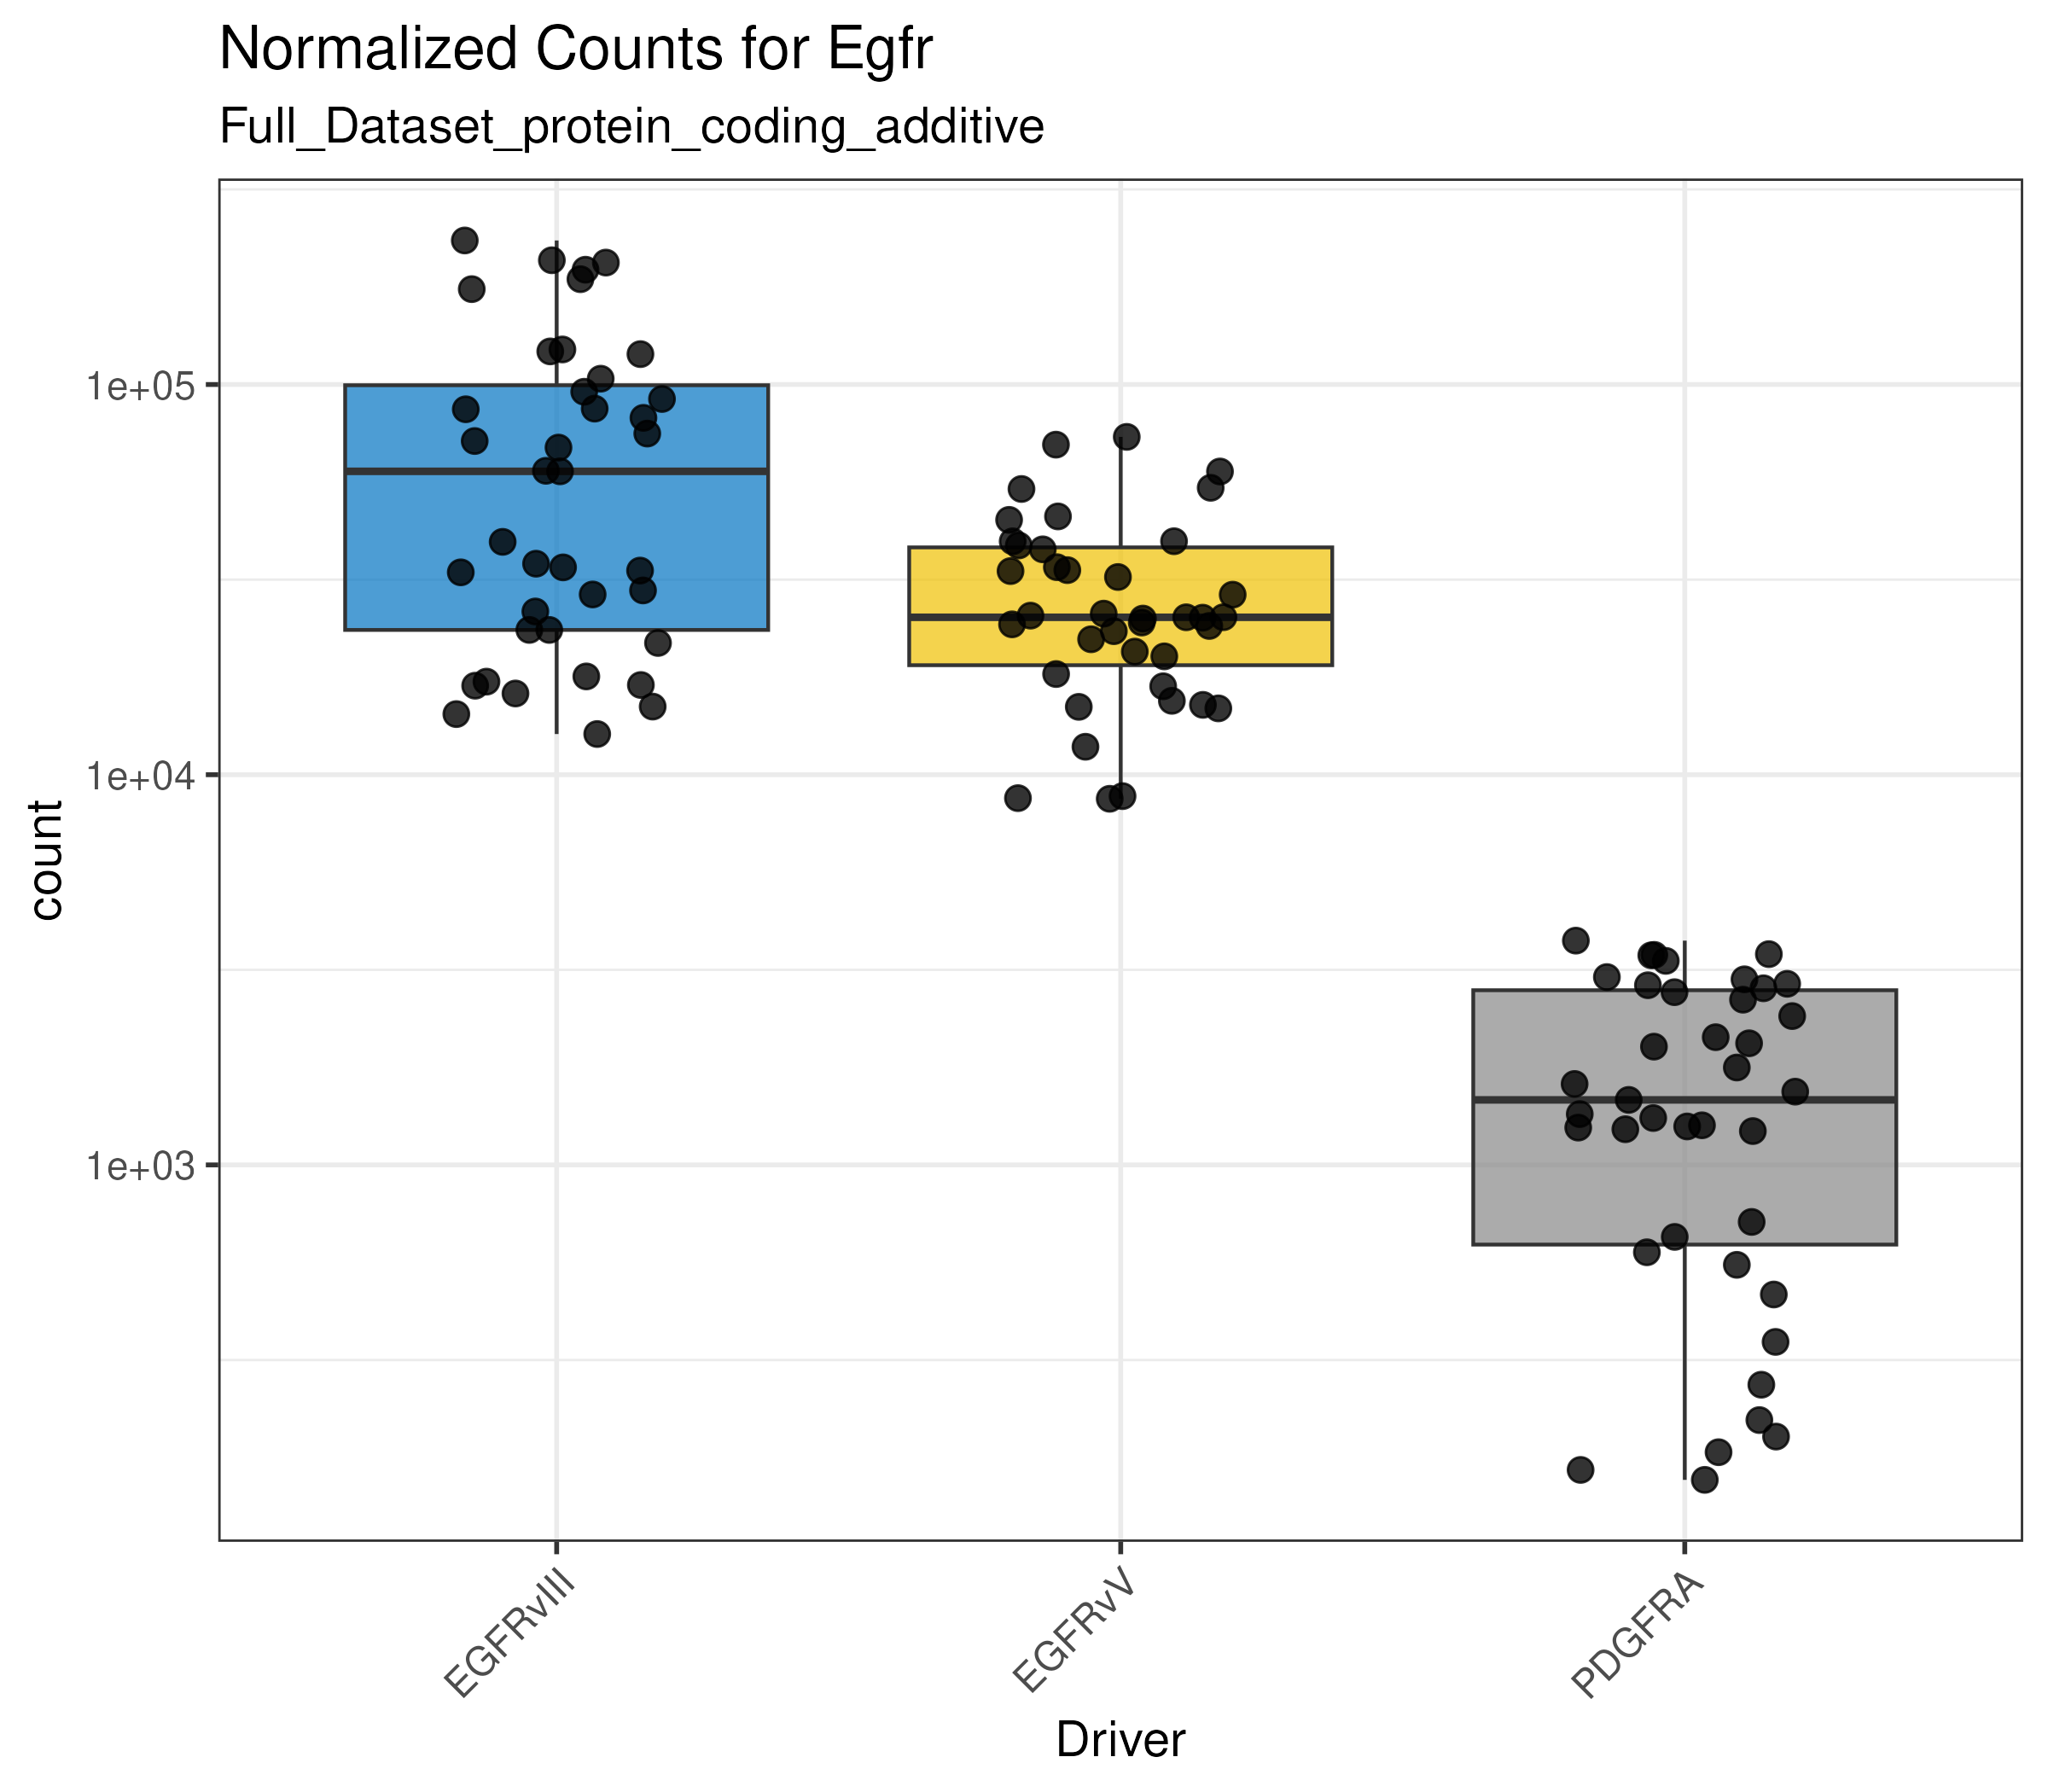 Normalized Counts for Egfr
Full_Dataset_protein_coding_additive
1e+05
1e+04
1e+03
count
EGFRvIII
EGFRvV
PDGFRA
Driver